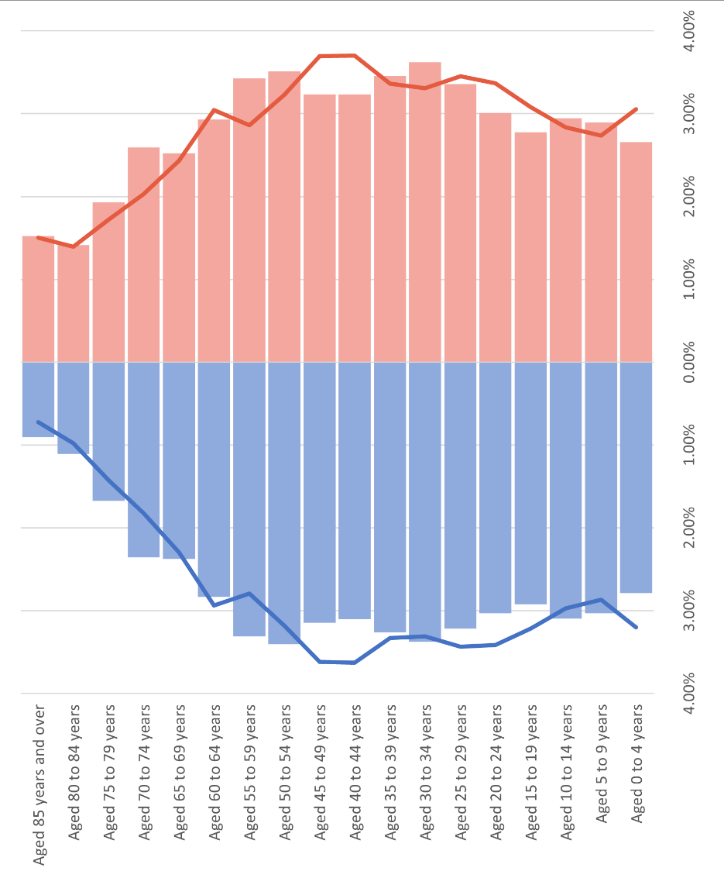 4.00%
3.00%
2.00%
1.00%
0.00%
1.00%
2.00%
3.00%
4.00%
Aged 85 years and over
Aged 80 to 84 years
Aged 75 to 79 years
Aged 70 to 74 years
Aged 65 to 69 years
Aged 60 to 64 years
Aged 55 to 59 years
Aged 50 to 54 years
Aged 45 to 49 years
Aged 40 to 44 years
Aged 35 to 39 years
Aged 30 to 34 years
Aged 25 to 29 years
Aged 20 to 24 years
Aged 15 to 19 years
Aged 10 to 14 years
Aged 5 to 9 years
Aged 0 to 4 years